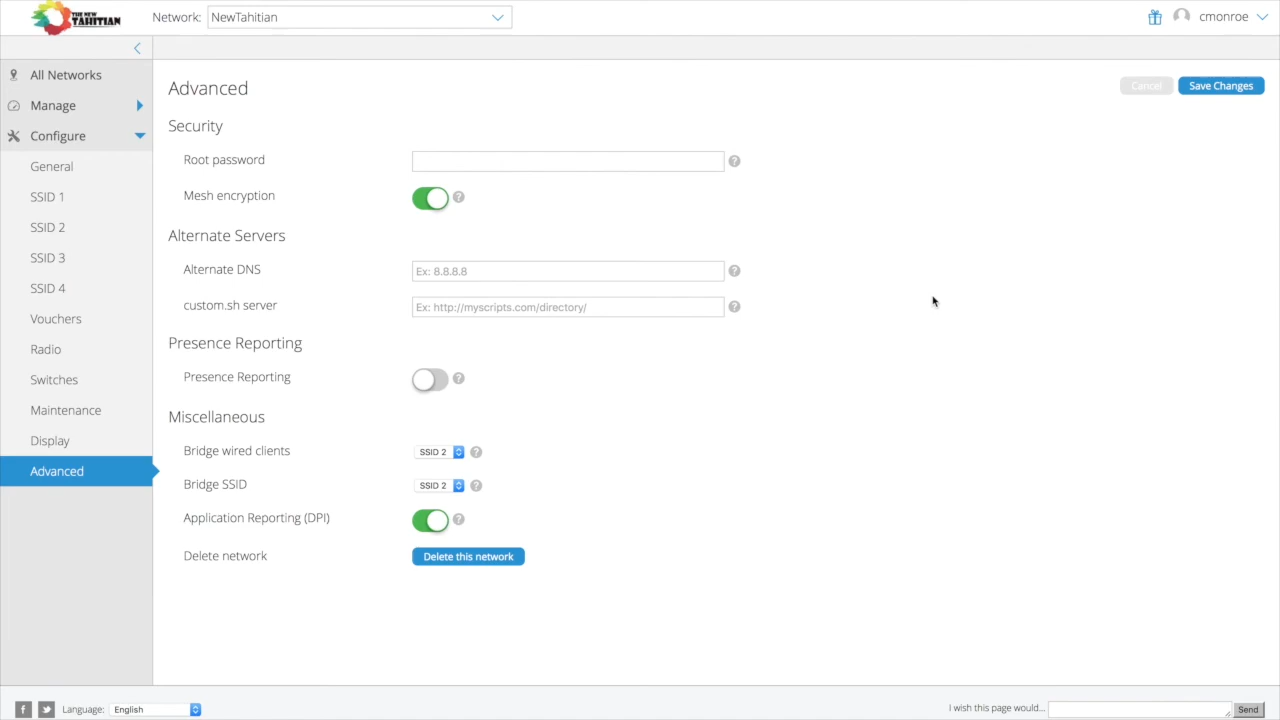 THE NEW
TAHITIAN
Network: NewTahitian
cmonroe
All Networks
Manage
Configure
General
SSID 1
SSID 2
SSID 3
SSID 4
Vouchers
Radio
Switches
Maintenance
Display
Advanced
Advanced
Cancel
Save Changes
Security
Root password
?
Mesh encryption
?
Alternate Servers
Alternate DNS
Ex: 8.8.8.8
?
custom.sh server
Ex: http://myscripts.com/directory/
?
Presence Reporting
Presence Reporting
?
Miscellaneous
Bridge wired clients
SSID 2
?
Bridge SSID
SSID 2
?
Application Reporting (DPI)
?
Delete network
Delete this network
f
Language: English
I wish this page would...
Send